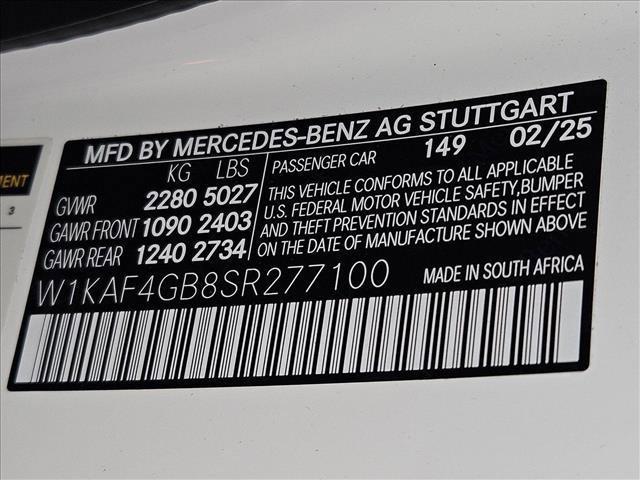 MFD BY MERCEDES-BENZ AG STUTTGART
KG LBS
GVWR 2280 5027
GAWR FRONT 1090 2403
GAWR REAR 1240 2734
PASSENGER CAR 149 02/25
THIS VEHICLE CONFORMS TO ALL APPLICABLE
U.S. FEDERAL MOTOR VEHICLE SAFETY, BUMPER
AND THEFT PREVENTION STANDARDS IN EFFECT
ON THE DATE OF MANUFACTURE SHOWN ABOVE
W1KAF4GB8SR277100
MADE IN SOUTH AFRICA
MENT
3